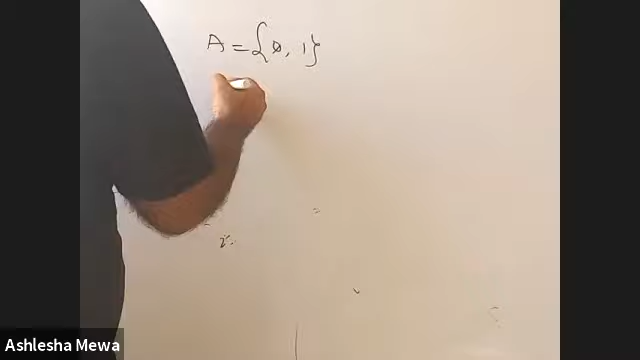 A = {0, 1}
Ashlesha Mewa